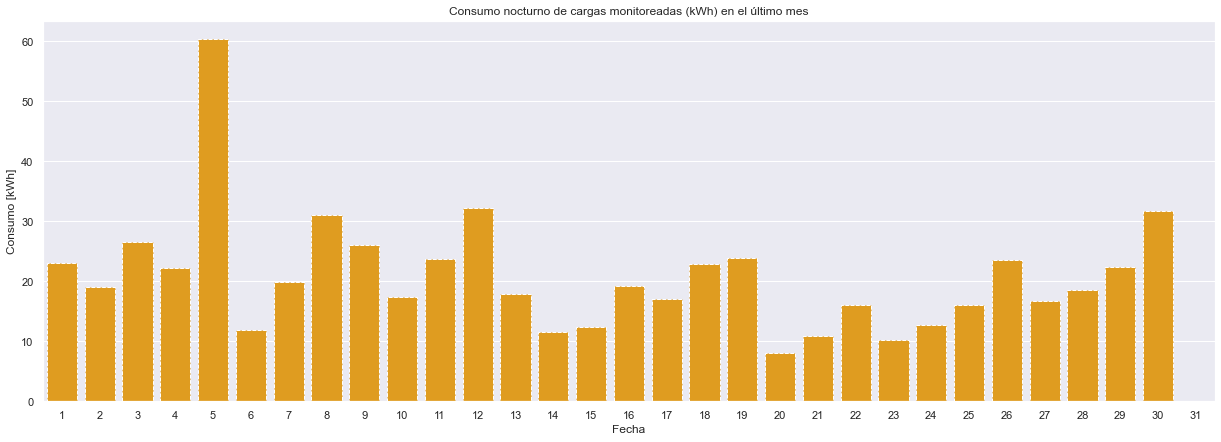 Consumo nocturno de cargas monitoreadas (kWh) en el último mes
Consumo [kWh]
60
50
40
30
20
10
0
1 2 3 4 5 6 7 8 9 10 11 12 13 14 15 16 17 18 19 20 21 22 23 24 25 26 27 28 29 30 31
Fecha